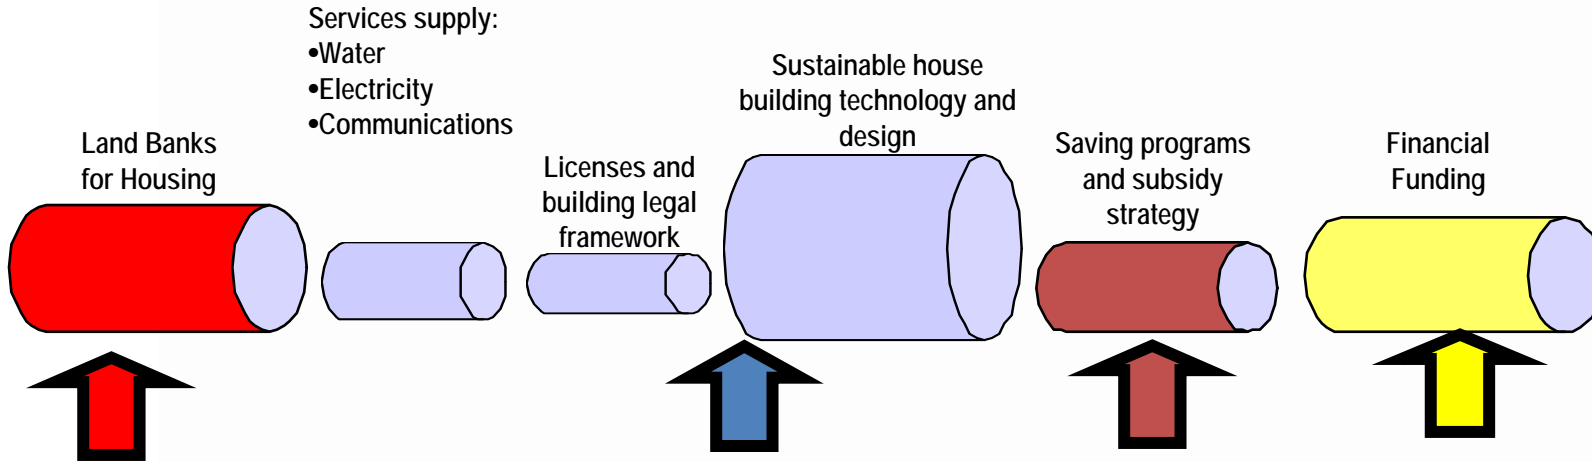 Services supply:
•Water
•Electricity
•Communications
Land Banks
for Housing
Licenses and
building legal
framework
Sustainable house
building technology and
design
Saving programs
and subsidy
strategy
Financial
Funding